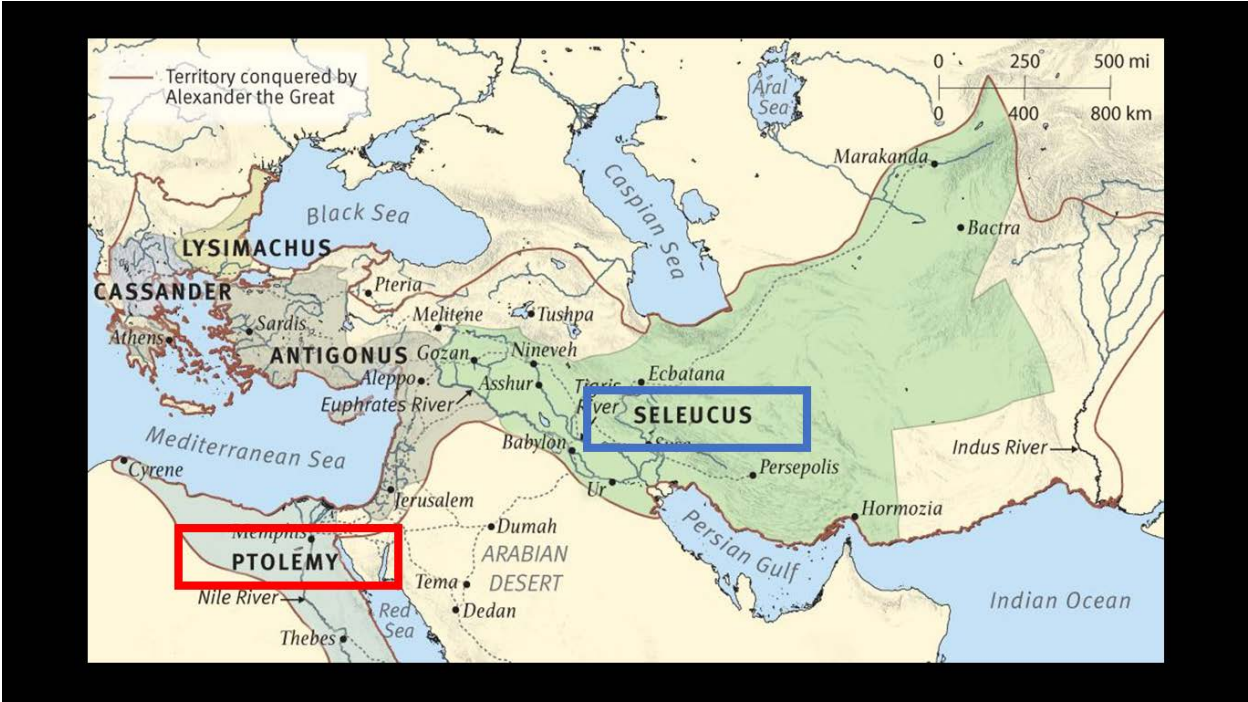 Territory conquered by
Alexander the Great
0 250 500 mi
0 400 800 km
Aral
Sea
Marakanda
Caspian Sea
Black Sea
Bactra
LYSIMACHUS
CASSANDER
Pteria
Melitene
Tushpa
Sardis
Athens
ANTIGONUS
Gozan
Nineveh
Aleppo
Asshur
Ecbatana
Euphrates River
Tigris
River
SELEUCUS
Susa
Mediterranean Sea
Babylon
Indus River
Cyrene
Persepolis
Ur
Jerusalem
Hormozia
Memphis
Dumah
Persian Gulf
PTOLEMY
ARABIAN
DESERT
Tema
Nile River
Red
Sea
Dedan
Indian Ocean
Thebes